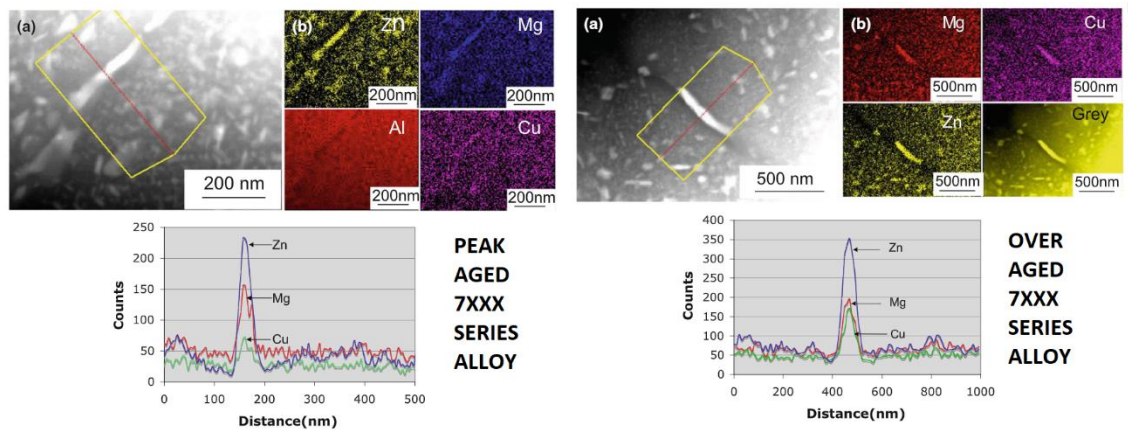 (a)
200 nm
(b)
Zn
200nm
Mg
200nm
Al
200nm
Cu
200nm
250
200
150
100
50
0
Counts
Zn
Mg
Cu
0 100 200 300 400 500
Distance(nm)
PEAK
AGED
7XXX
SERIES
ALLOY
(a)
500 nm
(b)
Mg
500nm
Cu
500nm
Zn
500nm
Grey
500nm
400
350
300
250
200
150
100
50
0
Counts
Zn
Mg
Cu
0 200 400 600 800 1000
Distance(nm)
OVER
AGED
7XXX
SERIES
ALLOY